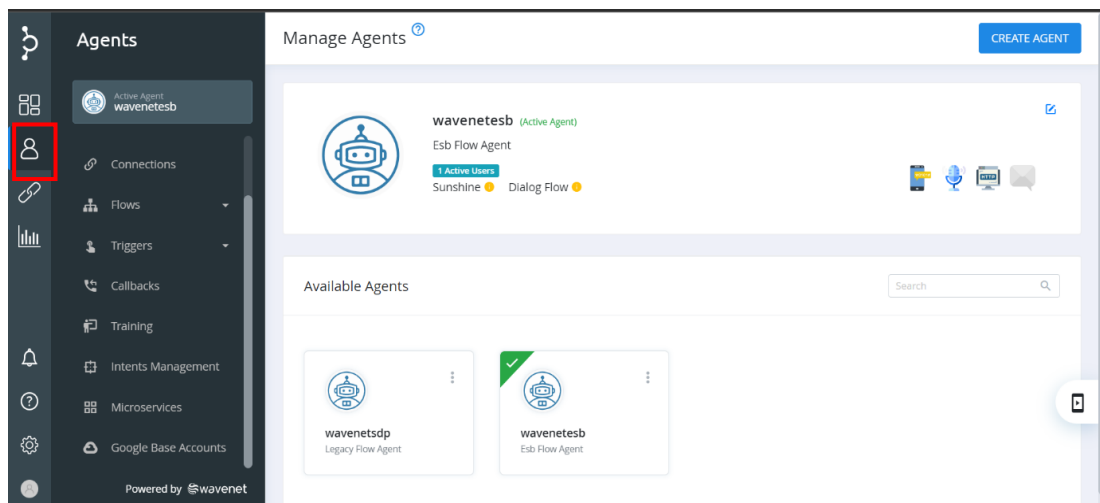 Agents
Active Agent
wavenetesb
Connections
Flows
Triggers
Callbacks
Training
Intents Management
Microservices
Google Base Accounts
Powered by wavenet
Manage Agents
CREATE AGENT
wavenetesb (Active Agent)
Esb Flow Agent
1 Active Users
Sunshine Dialog Flow
HTTP
Available Agents
Search
wavenetsdp
Legacy Flow Agent
wavenetesb
Esb Flow Agent